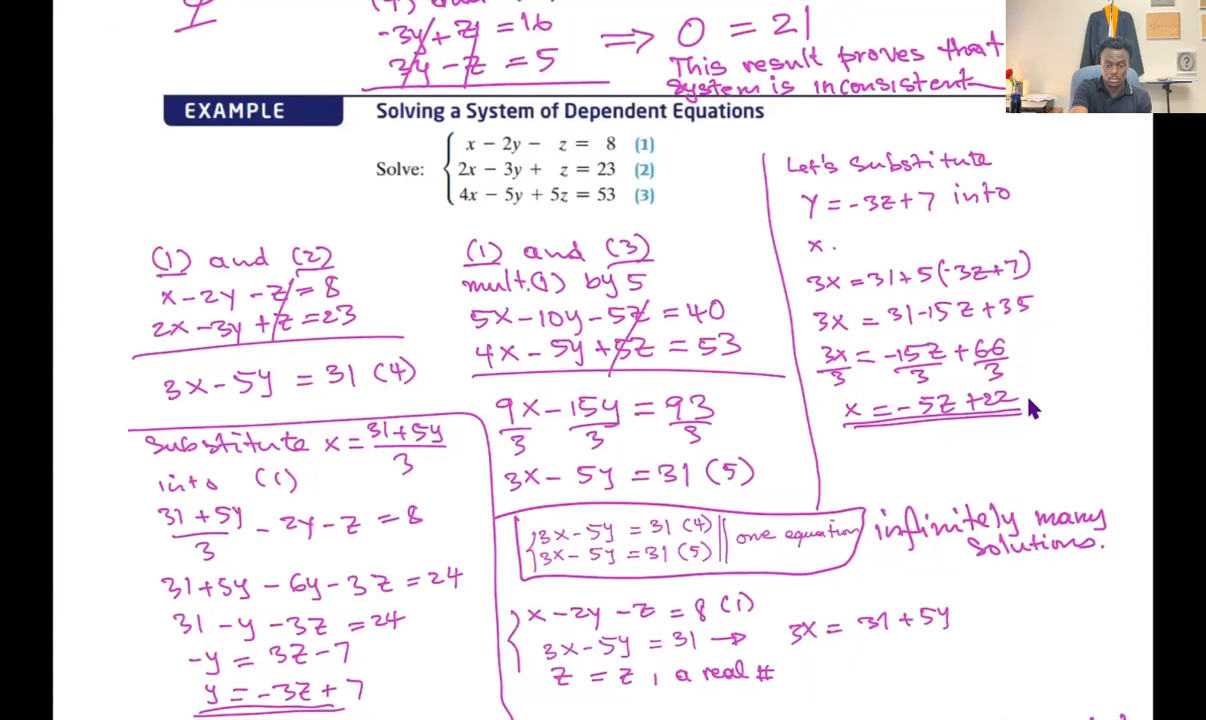 -3y + z = 16
3y - z = 5
⟹ 0 = 21
This result proves that
system is inconsistent
EXAMPLE Solving a System of Dependent Equations
Solve:
x − 2y − z = 8 (1)
2x − 3y + z = 23 (2)
4x − 5y + 5z = 53 (3)
(1) and (2)
x - 2y - z = 8
2x - 3y + z = 23
3x - 5y = 31 (4)
Substitute x = 31+5y / 3
into (1)
31+5y / 3 - 2y - z = 8
31+5y - 6y - 3z = 24
31 - y - 3z = 24
-y = 3z - 7
y = -3z + 7
(1) and (3)
mult.(1) by 5
5x - 10y - 5z = 40
4x - 5y + 5z = 53
9x/3 - 15y/3 = 93/3
3x - 5y = 31 (5)
3x - 5y = 31 (4)
3x - 5y = 31 (5)
one equation
infinitely many
solutions.
x - 2y - z = 8 (1)
3x - 5y = 31 → 3x = 31 + 5y
z = z, a real #
Let's substitute
y = -3z+7 into
x.
3x = 31+5(-3z+7)
3x = 31-15z+35
3x/3 = -15z/3 + 66/3
x = -5z +22